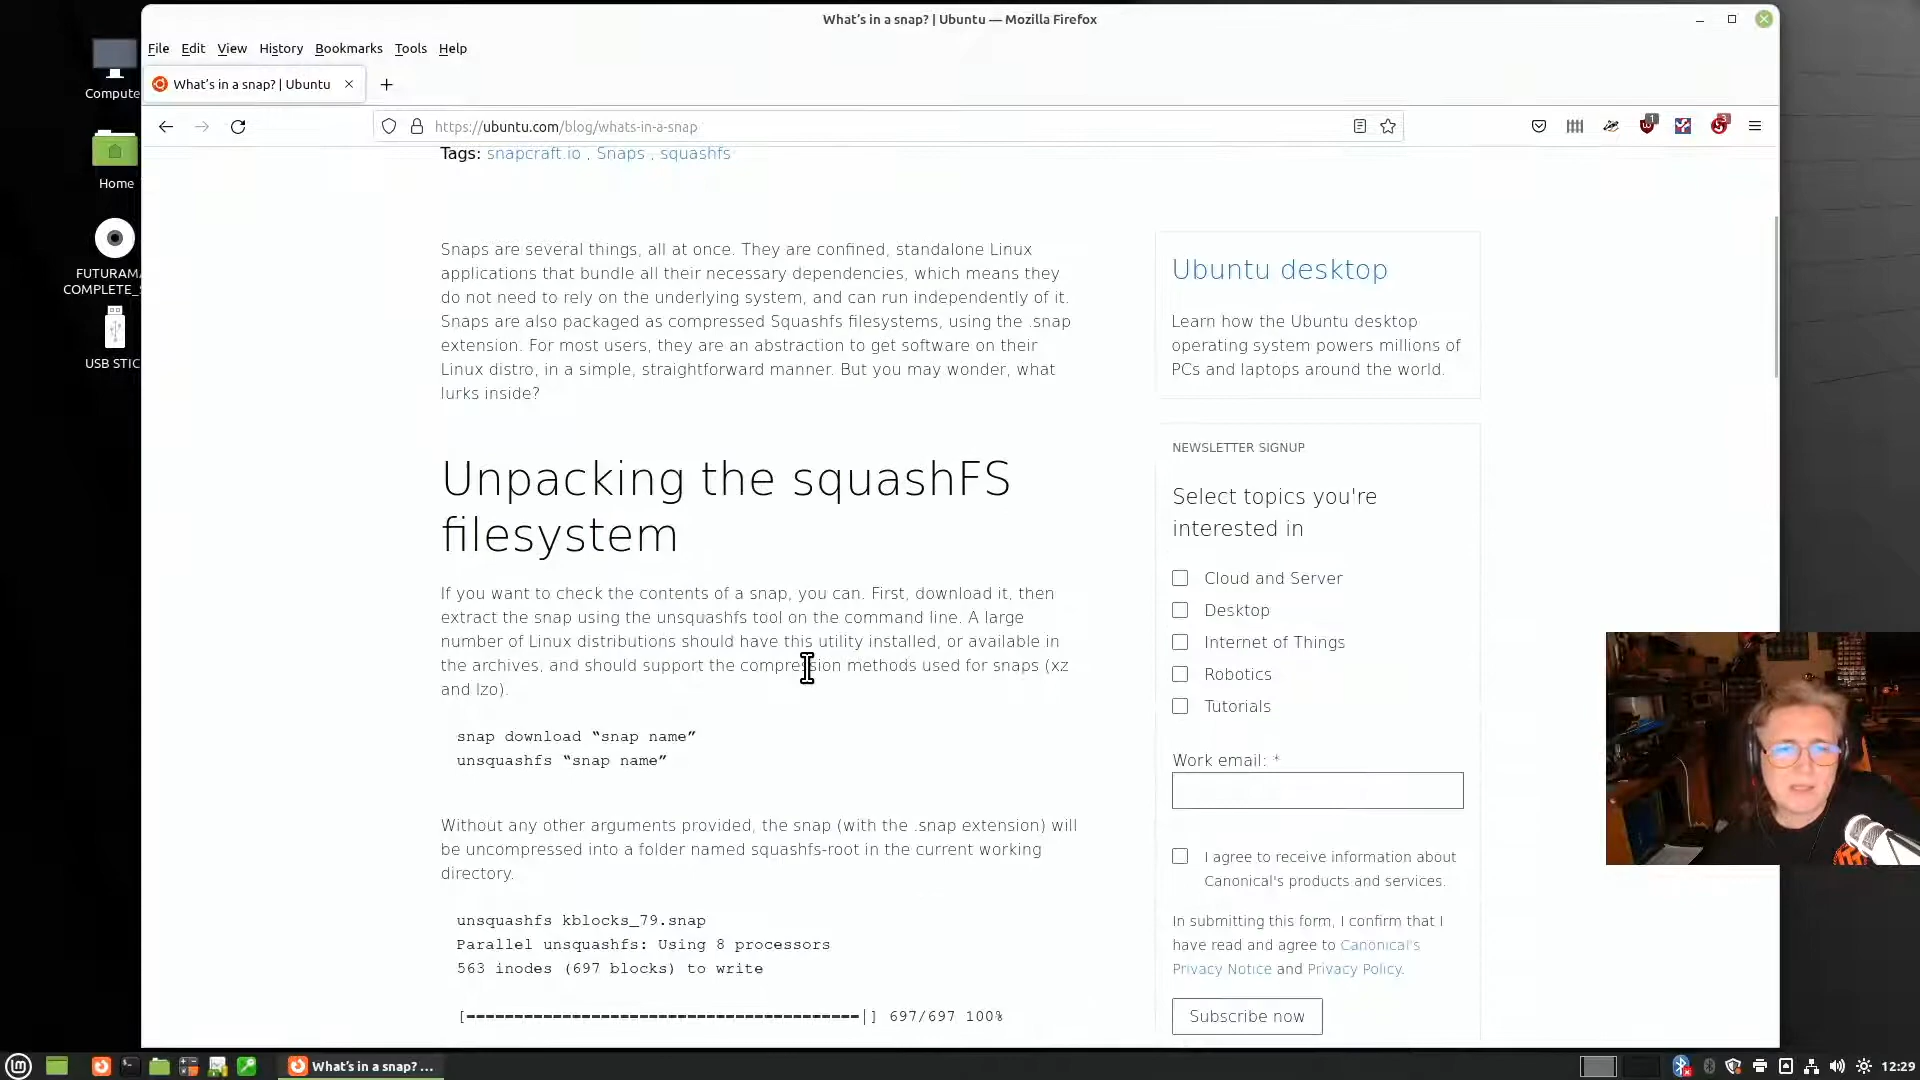 What's in a snap? | Ubuntu — Mozilla Firefox
File Edit View History Bookmarks Tools Help
What's in a snap? | Ubuntu
https://ubuntu.com/blog/whats-in-a-snap
1
3
Compute
Home
FUTURAMA
COMPLETE_S
USB STIC
Tags: snapcraft.io , Snaps , squashfs
Snaps are several things, all at once. They are confined, standalone Linux
applications that bundle all their necessary dependencies, which means they
do not need to rely on the underlying system, and can run independently of it.
Snaps are also packaged as compressed Squashfs filesystems, using the .snap
extension. For most users, they are an abstraction to get software on their
Linux distro, in a simple, straightforward manner. But you may wonder, what
lurks inside?
Unpacking the squashFS
filesystem
If you want to check the contents of a snap, you can. First, download it, then
extract the snap using the unsquashfs tool on the command line. A large
number of Linux distributions should have this utility installed, or available in
the archives, and should support the compression methods used for snaps (xz
and lzo).
snap download “snap name”
unsquashfs “snap name”
Without any other arguments provided, the snap (with the .snap extension) will
be uncompressed into a folder named squashfs-root in the current working
directory.
unsquashfs kblocks_79.snap
Parallel unsquashfs: Using 8 processors
563 inodes (697 blocks) to write
[=========================================|] 697/697 100%
Ubuntu desktop
Learn how the Ubuntu desktop
operating system powers millions of
PCs and laptops around the world.
NEWSLETTER SIGNUP
Select topics you're
interested in
Cloud and Server
Desktop
Internet of Things
Robotics
Tutorials
Work email: *
I agree to receive information about
Canonical's products and services.
In submitting this form, I confirm that I
have read and agree to Canonical's
Privacy Notice and Privacy Policy.
Subscribe now
What's in a snap? ...
12:29